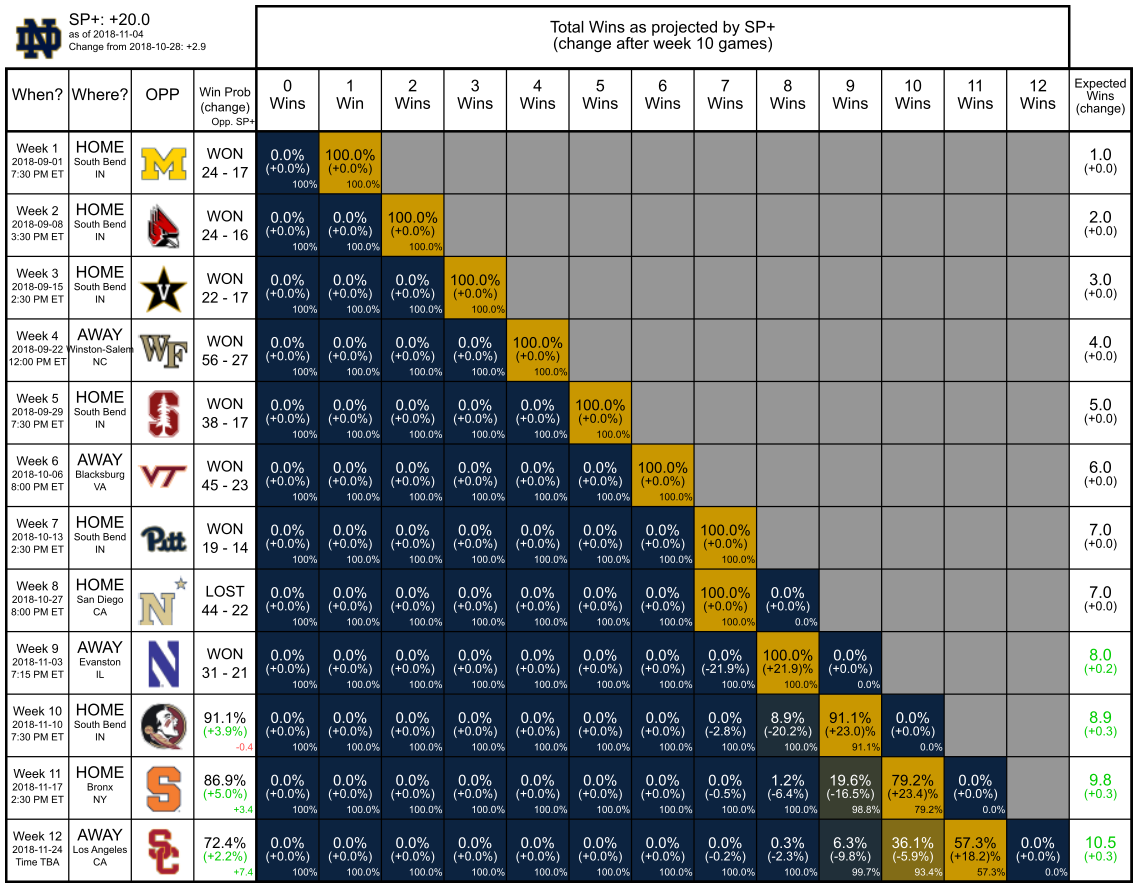 ND SP+: +20.0
as of 2018-11-04
Change from 2018-10-28: +2.9
Total Wins as projected by SP+
(change after week 10 games)
When? Where? OPP Win Prob (change) Opp. SP+ 0 Wins 1 Win 2 Wins 3 Wins 4 Wins 5 Wins 6 Wins 7 Wins 8 Wins 9 Wins 10 Wins 11 Wins 12 Wins Expected Wins (change)
Week 1 HOME WON 0.0% 100.0% 1.0
2018-09-01 South Bend M (+0.0%) (+0.0%) (+0.0)
7:30 PM ET IN 24 - 17 100% 100.0%
Week 2 HOME WON 0.0% 0.0% 100.0% 2.0
2018-09-08 South Bend (+0.0%) (+0.0%) (+0.0%) (+0.0)
3:30 PM ET IN 24 - 16 100% 100.0% 100.0%
Week 3 HOME WON 0.0% 0.0% 0.0% 100.0% 3.0
2018-09-15 South Bend V (+0.0%) (+0.0%) (+0.0%) (+0.0%) (+0.0)
2:30 PM ET IN 22 - 17 100% 100.0% 100.0% 100.0%
Week 4 AWAY WON 0.0% 0.0% 0.0% 0.0% 100.0% 4.0
2018-09-22 Winston-Salem WF (+0.0%) (+0.0%) (+0.0%) (+0.0%) (+0.0%) (+0.0)
12:00 PM ET NC 56 - 27 100% 100.0% 100.0% 100.0% 100.0%
Week 5 HOME WON 0.0% 0.0% 0.0% 0.0% 0.0% 100.0% 5.0
2018-09-29 South Bend S (+0.0%) (+0.0%) (+0.0%) (+0.0%) (+0.0%) (+0.0%) (+0.0)
7:30 PM ET IN 38 - 17 100% 100.0% 100.0% 100.0% 100.0% 100.0%
Week 6 AWAY WON 0.0% 0.0% 0.0% 0.0% 0.0% 0.0% 100.0% 6.0
2018-10-06 Blacksburg VT (+0.0%) (+0.0%) (+0.0%) (+0.0%) (+0.0%) (+0.0%) (+0.0%) (+0.0)
8:00 PM ET VA 45 - 23 100% 100.0% 100.0% 100.0% 100.0% 100.0% 100.0%
Week 7 HOME WON 0.0% 0.0% 0.0% 0.0% 0.0% 0.0% 0.0% 100.0% 7.0
2018-10-13 South Bend Pitt (+0.0%) (+0.0%) (+0.0%) (+0.0%) (+0.0%) (+0.0%) (+0.0%) (+0.0%) (+0.0)
2:30 PM ET IN 19 - 14 100% 100.0% 100.0% 100.0% 100.0% 100.0% 100.0% 100.0%
Week 8 HOME LOST 0.0% 0.0% 0.0% 0.0% 0.0% 0.0% 0.0% 100.0% 0.0% 7.0
2018-10-27 San Diego N (+0.0%) (+0.0%) (+0.0%) (+0.0%) (+0.0%) (+0.0%) (+0.0%) (+0.0%) (+0.0%) (+0.0)
8:00 PM ET CA 44 - 22 100% 100.0% 100.0% 100.0% 100.0% 100.0% 100.0% 100.0% 0.0%
Week 9 AWAY WON 0.0% 0.0% 0.0% 0.0% 0.0% 0.0% 0.0% 0.0% 100.0% 0.0% 8.0
2018-11-03 Evanston N (+0.0%) (+0.0%) (+0.0%) (+0.0%) (+0.0%) (+0.0%) (+0.0%) (-21.9%) (+21.9)% (+0.0%) (+0.2)
7:15 PM ET IL 31 - 21 100% 100.0% 100.0% 100.0% 100.0% 100.0% 100.0% 100.0% 100.0% 0.0%
Week 10 HOME 91.1% 0.0% 0.0% 0.0% 0.0% 0.0% 0.0% 0.0% 0.0% 8.9% 91.1% 0.0% 8.9
2018-11-10 South Bend (+3.9%) (+0.0%) (+0.0%) (+0.0%) (+0.0%) (+0.0%) (+0.0%) (+0.0%) (-2.8%) (-20.2%) (+23.0)% (+0.0%) (+0.3)
7:30 PM ET IN -0.4 100% 100.0% 100.0% 100.0% 100.0% 100.0% 100.0% 100.0% 100.0% 91.1% 0.0%
Week 11 HOME 86.9% 0.0% 0.0% 0.0% 0.0% 0.0% 0.0% 0.0% 0.0% 1.2% 19.6% 79.2% 0.0% 9.8
2018-11-17 Bronx S (+5.0%) (+0.0%) (+0.0%) (+0.0%) (+0.0%) (+0.0%) (+0.0%) (+0.0%) (-0.5%) (-6.4%) (-16.5%) (+23.4)% (+0.0%) (+0.3)
2:30 PM ET NY +3.4 100% 100.0% 100.0% 100.0% 100.0% 100.0% 100.0% 100.0% 100.0% 98.8% 79.2% 0.0%
Week 12 AWAY 72.4% 0.0% 0.0% 0.0% 0.0% 0.0% 0.0% 0.0% 0.0% 0.3% 6.3% 36.1% 57.3% 0.0% 10.5
2018-11-24 Los Angeles SC (+2.2%) (+0.0%) (+0.0%) (+0.0%) (+0.0%) (+0.0%) (+0.0%) (+0.0%) (-0.2%) (-2.3%) (-9.8%) (-5.9%) (+18.2)% (+0.0%) (+0.3)
Time TBA CA +7.4 100% 100.0% 100.0% 100.0% 100.0% 100.0% 100.0% 100.0% 100.0% 99.7% 93.4% 57.3% 0.0%